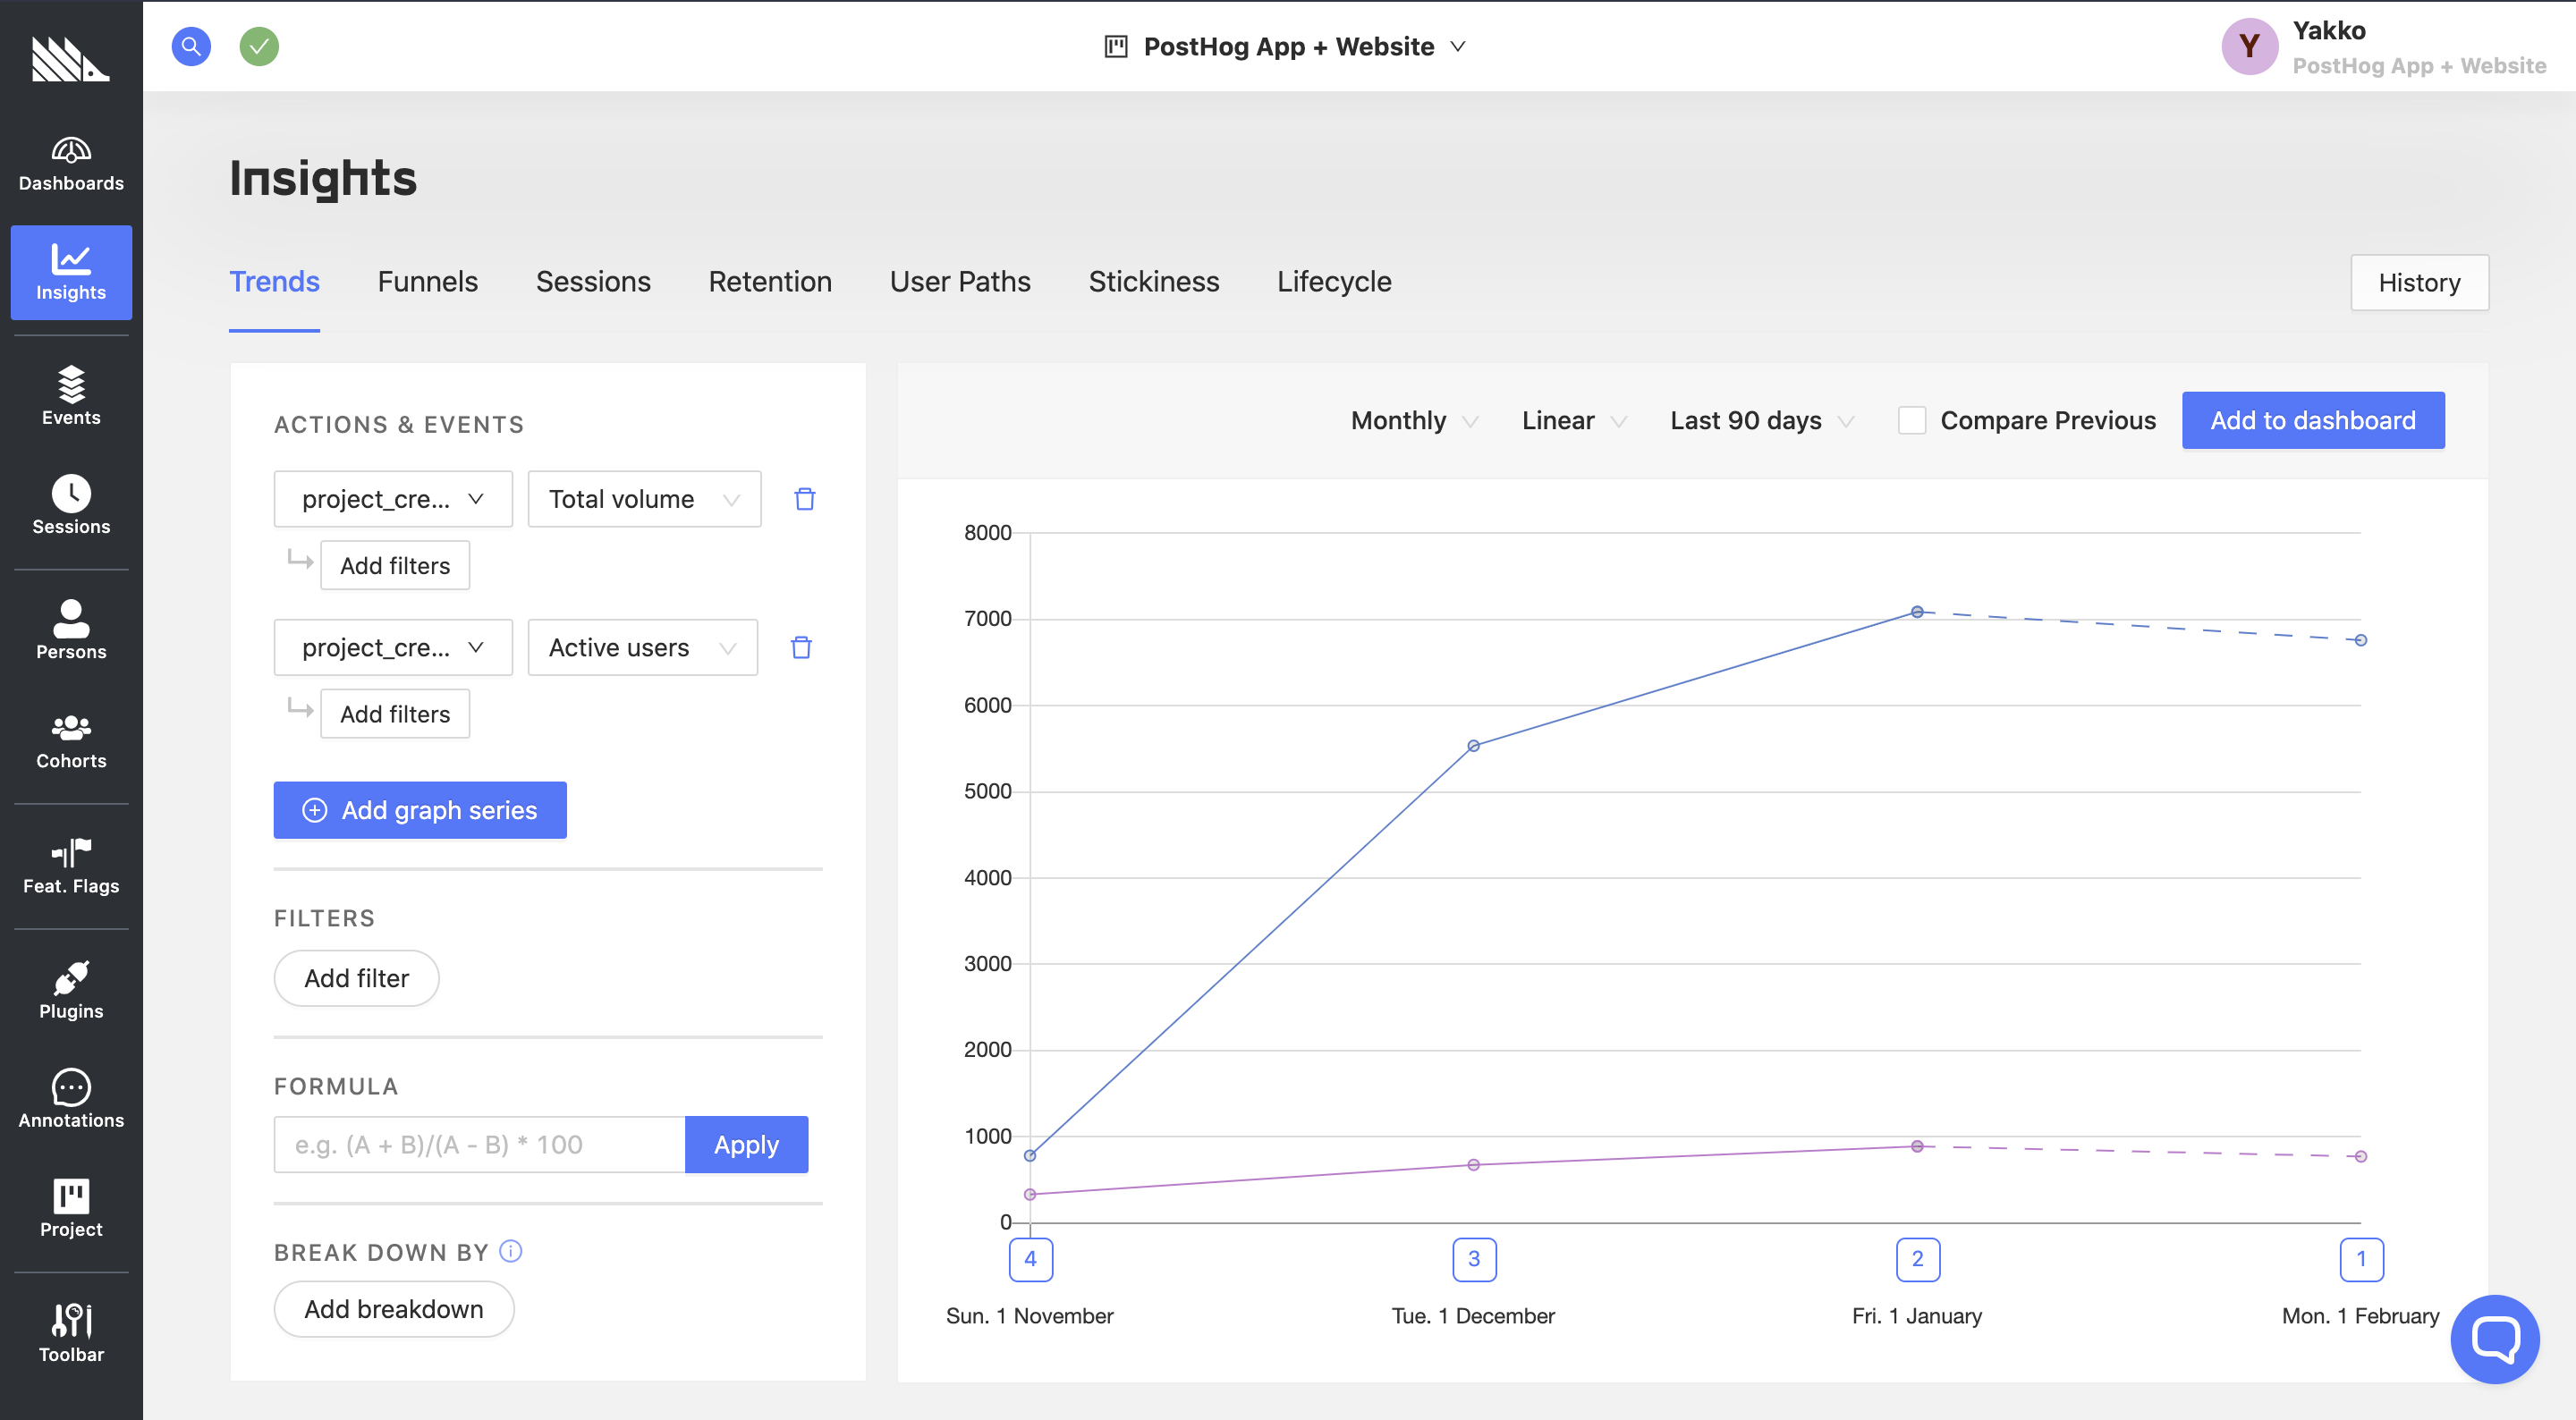 PostHog App + Website
Y
Yakko
PostHog App + Website
Dashboards
Insights
Events
Sessions
Persons
Cohorts
Feat. Flags
Plugins
Annotations
Project
Toolbar
Insights
Trends
Funnels
Sessions
Retention
User Paths
Stickiness
Lifecycle
History
ACTIONS & EVENTS
project_cre...
Total volume
Add filters
project_cre...
Active users
Add filters
Add graph series
FILTERS
Add filter
FORMULA
e.g. (A + B)/(A - B) * 100
Apply
BREAK DOWN BY
Add breakdown
Monthly
Linear
Last 90 days
Compare Previous
Add to dashboard
8000
7000
6000
5000
4000
3000
2000
1000
0
4
3
2
1
Sun. 1 November
Tue. 1 December
Fri. 1 January
Mon. 1 February